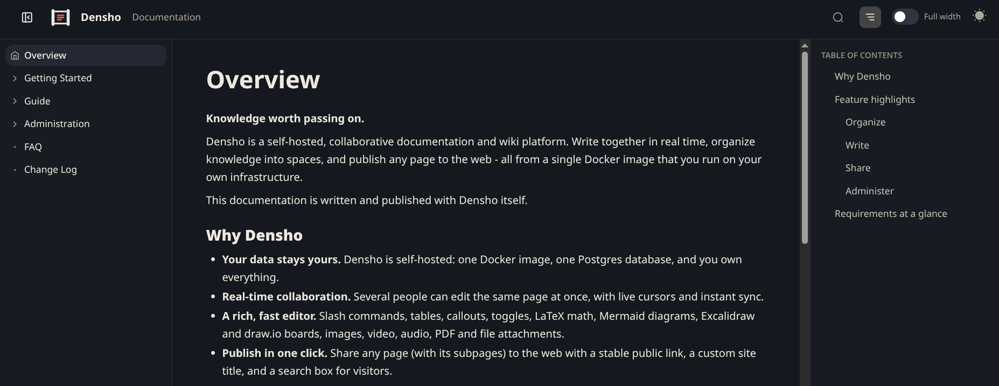 Densho Documentation
Full width
Overview
Getting Started
Guide
Administration
FAQ
Change Log
Overview
Knowledge worth passing on.
Densho is a self-hosted, collaborative documentation and wiki platform. Write together in real time, organize
knowledge into spaces, and publish any page to the web - all from a single Docker image that you run on your
own infrastructure.
This documentation is written and published with Densho itself.
Why Densho
• Your data stays yours. Densho is self-hosted: one Docker image, one Postgres database, and you own
everything.
• Real-time collaboration. Several people can edit the same page at once, with live cursors and instant sync.
• A rich, fast editor. Slash commands, tables, callouts, toggles, LaTeX math, Mermaid diagrams, Excalidraw
and draw.io boards, images, video, audio, PDF and file attachments.
• Publish in one click. Share any page (with its subpages) to the web with a stable public link, a custom site
title, and a search box for visitors.
TABLE OF CONTENTS
Why Densho
Feature highlights
Organize
Write
Share
Administer
Requirements at a glance